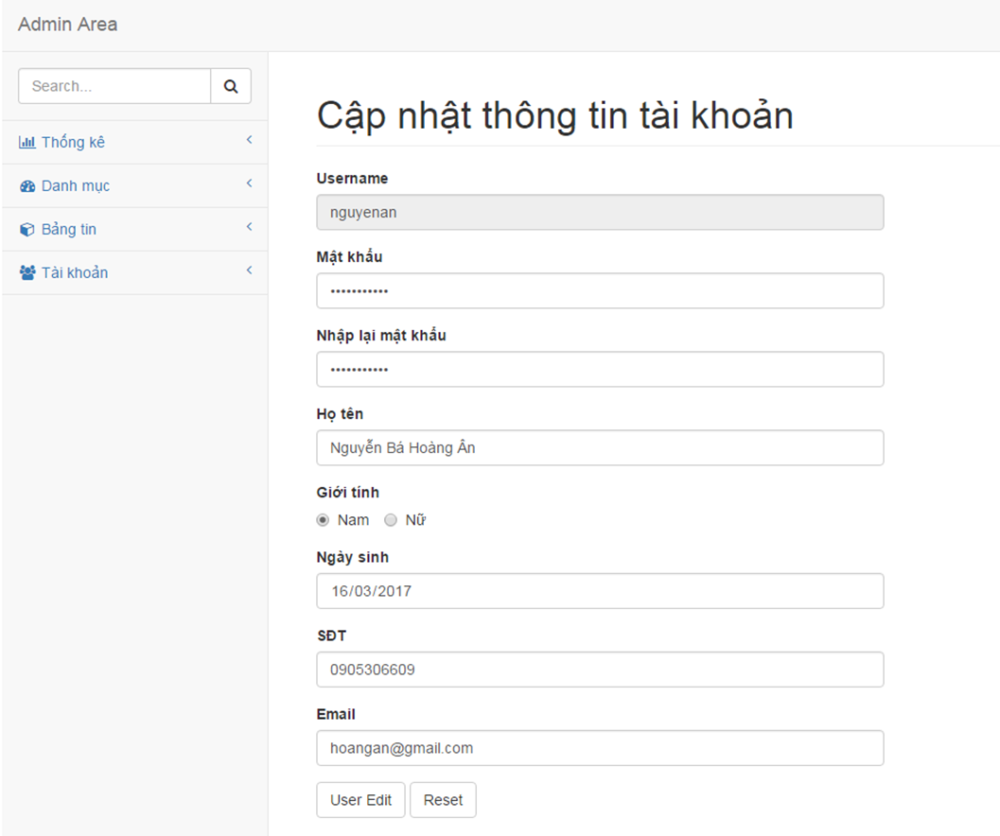 Admin Area
Search...
Thống kê
Danh mục
Bảng tin
Tài khoản
Cập nhật thông tin tài khoản
Username
nguyenan
Mật khẩu
•••••••••••
Nhập lại mật khẩu
•••••••••••
Họ tên
Nguyễn Bá Hoàng Ân
Giới tính
Nam Nữ
Ngày sinh
16/03/2017
SĐT
0905306609
Email
hoangan@gmail.com
User Edit Reset